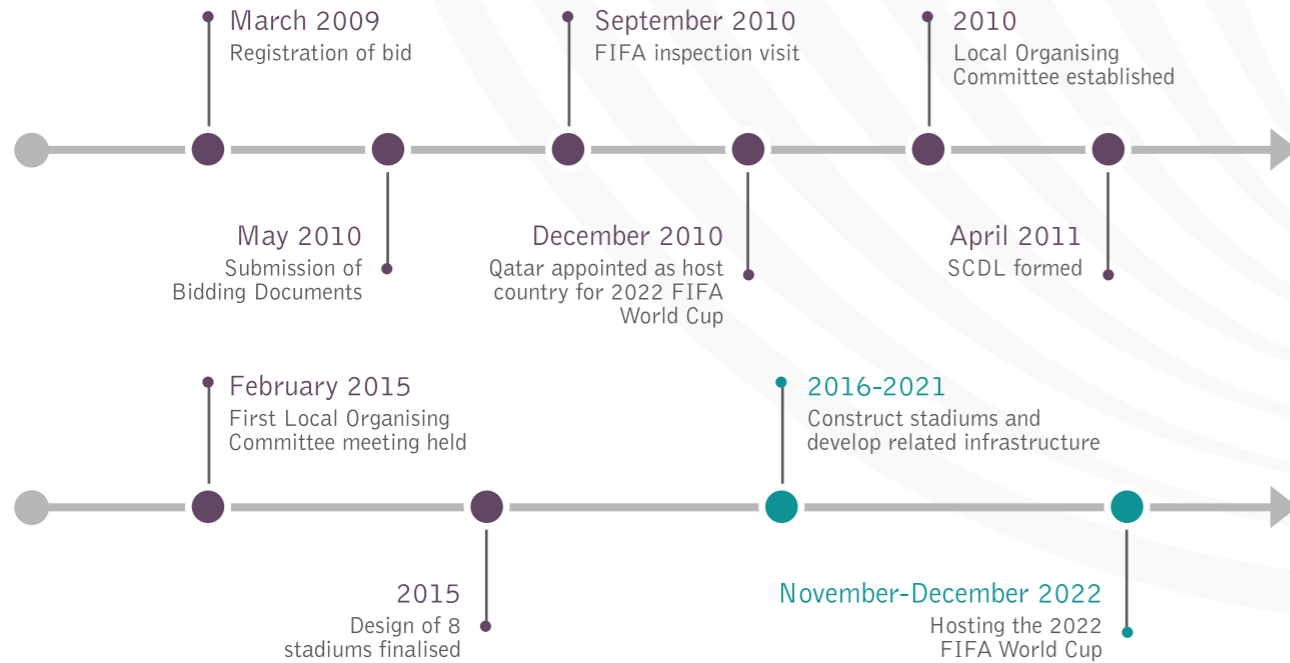 March 2009
Registration of bid
May 2010
Submission of
Bidding Documents
September 2010
FIFA inspection visit
December 2010
Qatar appointed as host
country for 2022 FIFA
World Cup
2010
Local Organising
Committee established
April 2011
SCDL formed
February 2015
First Local Organising
Committee meeting held
2015
Design of 8
stadiums finalised
2016-2021
Construct stadiums and
develop related infrastructure
November-December 2022
Hosting the 2022
FIFA World Cup